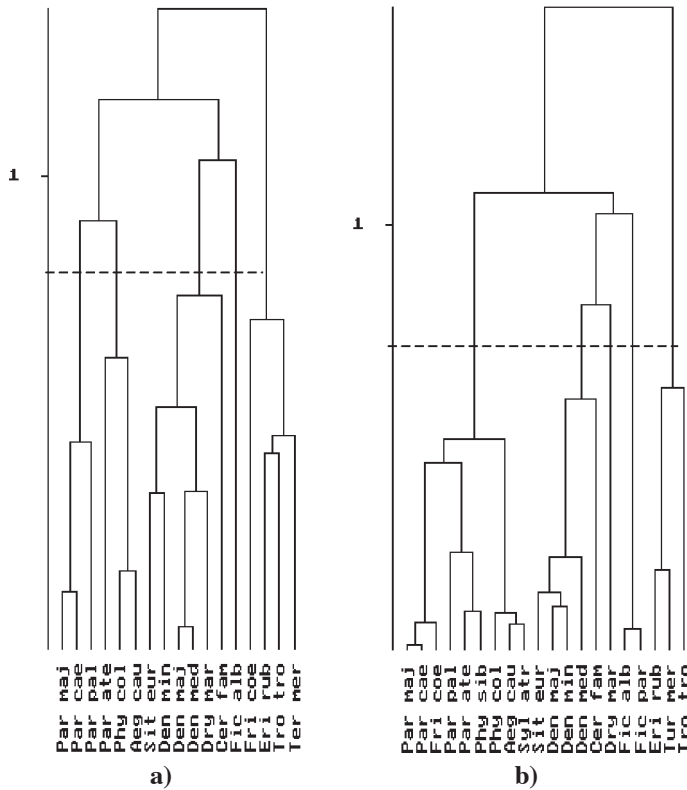 1
1
Par maj
Par cae
Par pal
Par ate
Phy col
Aeg cau
Sit eur
Den min
Den maj
Den med
Dry mar
Cer fam
Fic alb
Fri coe
Eri rub
Tro tro
Ter mer
Par maj
Par cae
Fri coe
Par pal
Par ate
Phy sib
Phy col
Aeg cau
Syl atr
Sit eur
Den maj
Den min
Den med
Cer fam
Dry mar
Fic alb
Fic par
Eri rub
Tur mer
Tro tro
a)
b)